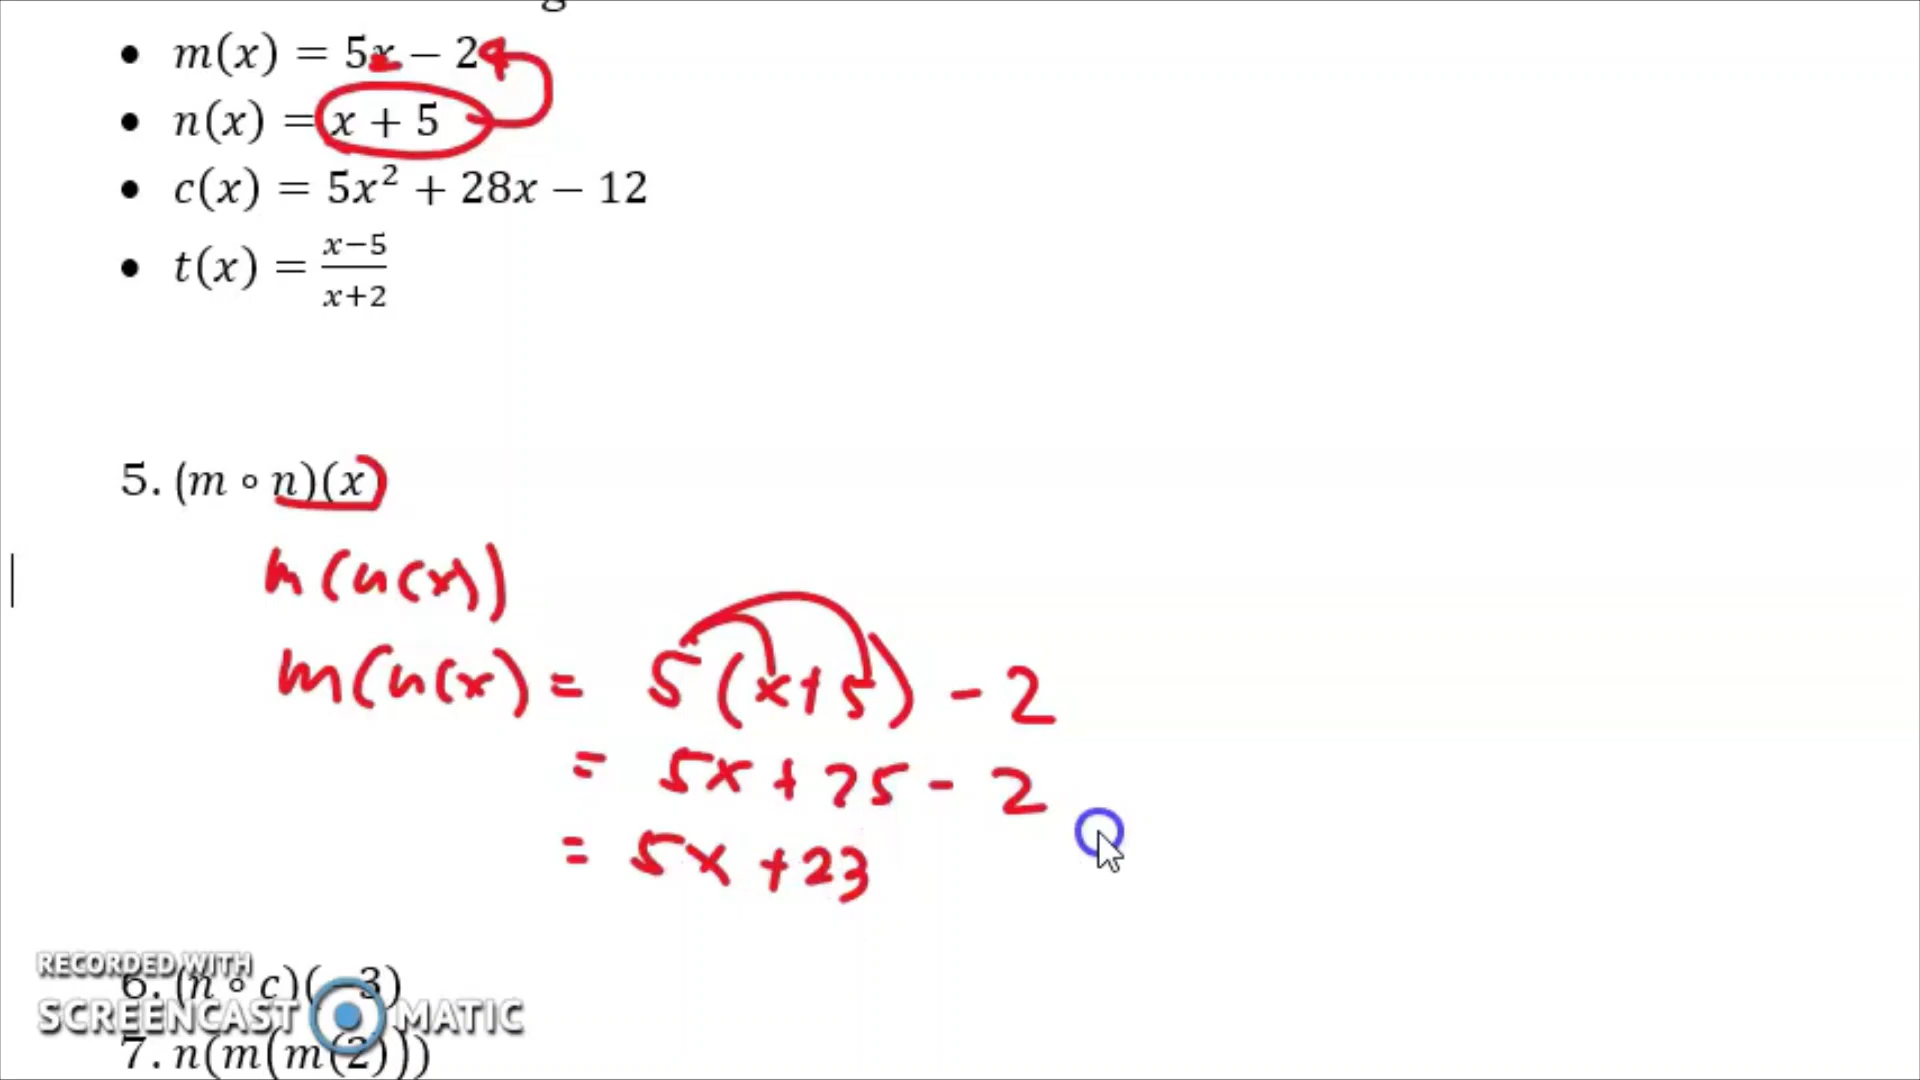 • m(x) = 5x − 2
• n(x) = x + 5
• c(x) = 5x² + 28x − 12
• t(x) = x−5/x+2
5. (m ∘ n)(x)
m(n(x))
m(n(x) = 5(x+5) - 2
= 5x + 25 - 2
= 5x + 23
RECORDED WITH
6. (n ∘ c)(−3)
SCREENCAST MATIC
7. n(m(m(2)))